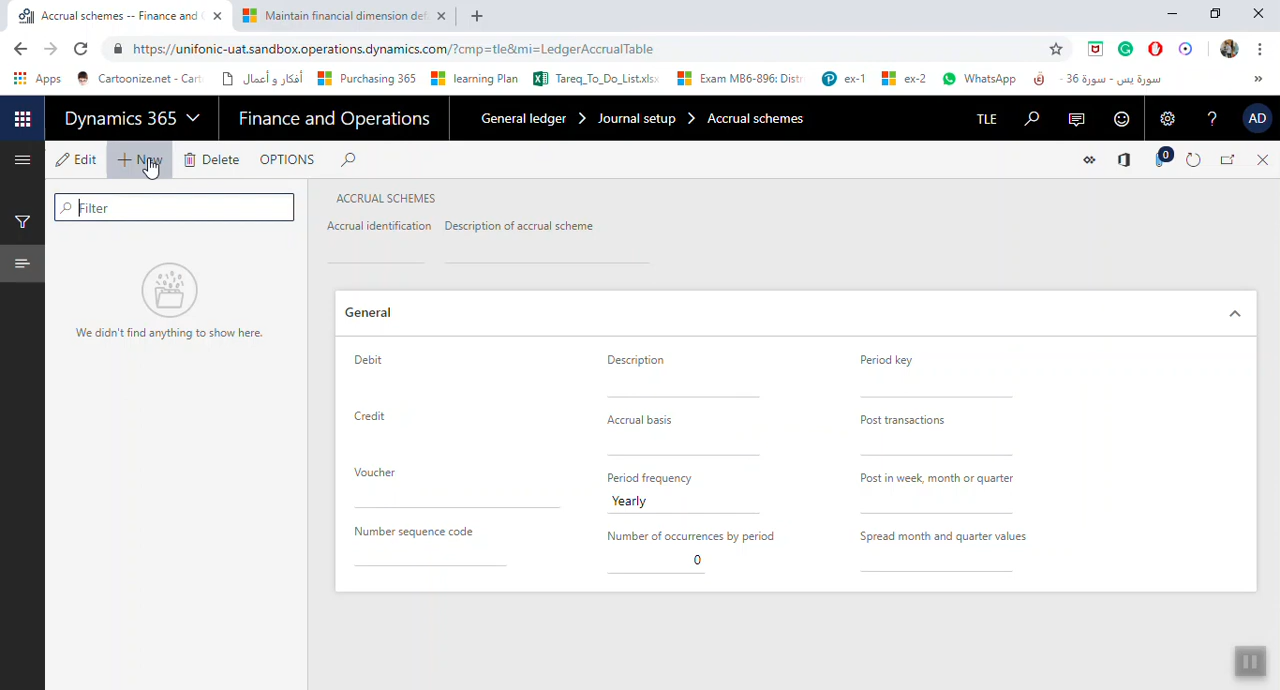 Accrual schemes -- Finance and
Maintain financial dimension def
https://unifonic-uat.sandbox.operations.dynamics.com/?cmp=tle&mi=LedgerAccrualTable
Apps
Cartoonize.net - Cart
أفكار و أعمال
Purchasing 365
learning Plan
Tareq_To_Do_List.xlsx
Exam MB6-896: Distr
ex-1
ex-2
WhatsApp
سورة يس - سورة 36 -
Dynamics 365
Finance and Operations
General ledger > Journal setup > Accrual schemes
TLE
?
AD
Edit
New
Delete
OPTIONS
0
Filter
We didn't find anything to show here.
ACCRUAL SCHEMES
Accrual identification
Description of accrual scheme
General
Debit
Description
Period key
Credit
Accrual basis
Post transactions
Voucher
Period frequency
Yearly
Post in week, month or quarter
Number sequence code
Number of occurrences by period
0
Spread month and quarter values